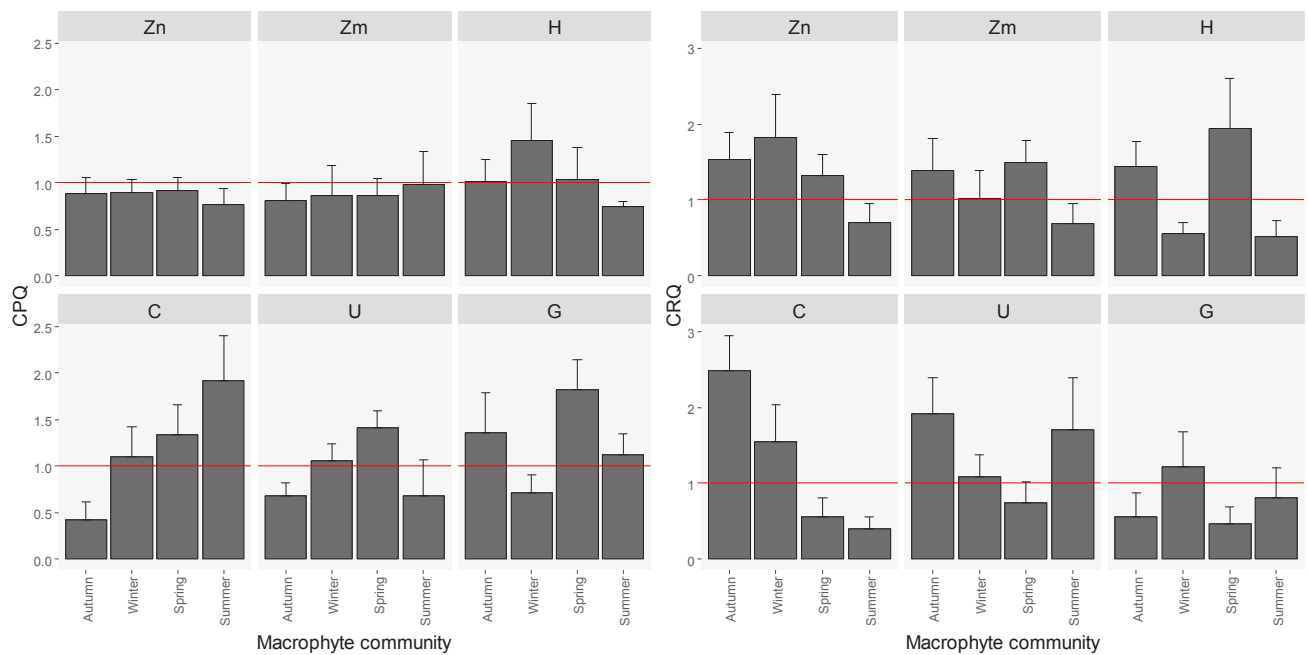 Zn Zm H
2.5
2.0
1.5
1.0
0.5
0.0
C U G
2.5
2.0
1.5
1.0
0.5
0.0
CPQ
Autumn Winter Spring Summer Autumn Winter Spring Summer Autumn Winter Spring Summer
Macrophyte community
Zn Zm H
3
2
1
0
C U G
3
2
1
0
CRQ
Autumn Winter Spring Summer Autumn Winter Spring Summer Autumn Winter Spring Summer
Macrophyte community